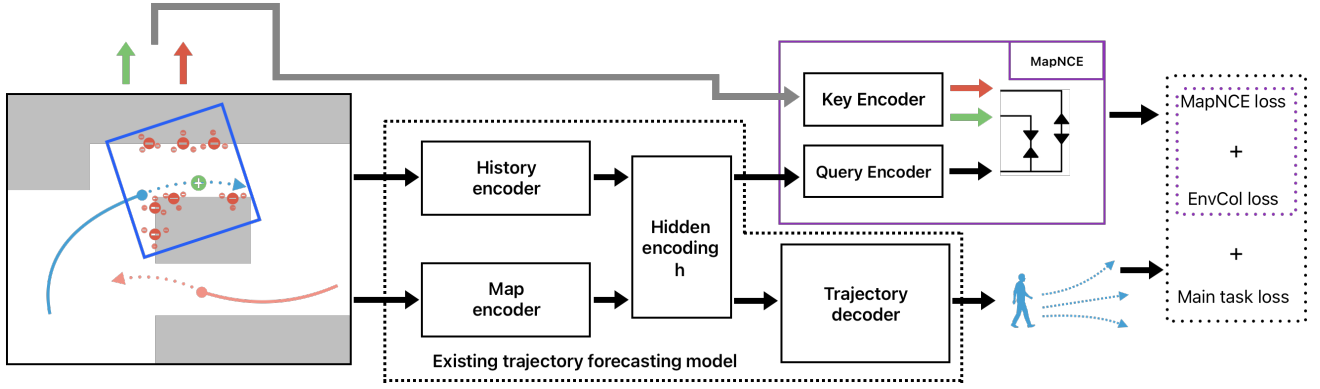 MapNCE
Key Encoder
Query Encoder
History
encoder
Map
encoder
Hidden
encoding
h
Trajectory
decoder
Existing trajectory forecasting model
MapNCE loss
+
EnvCol loss
+
Main task loss